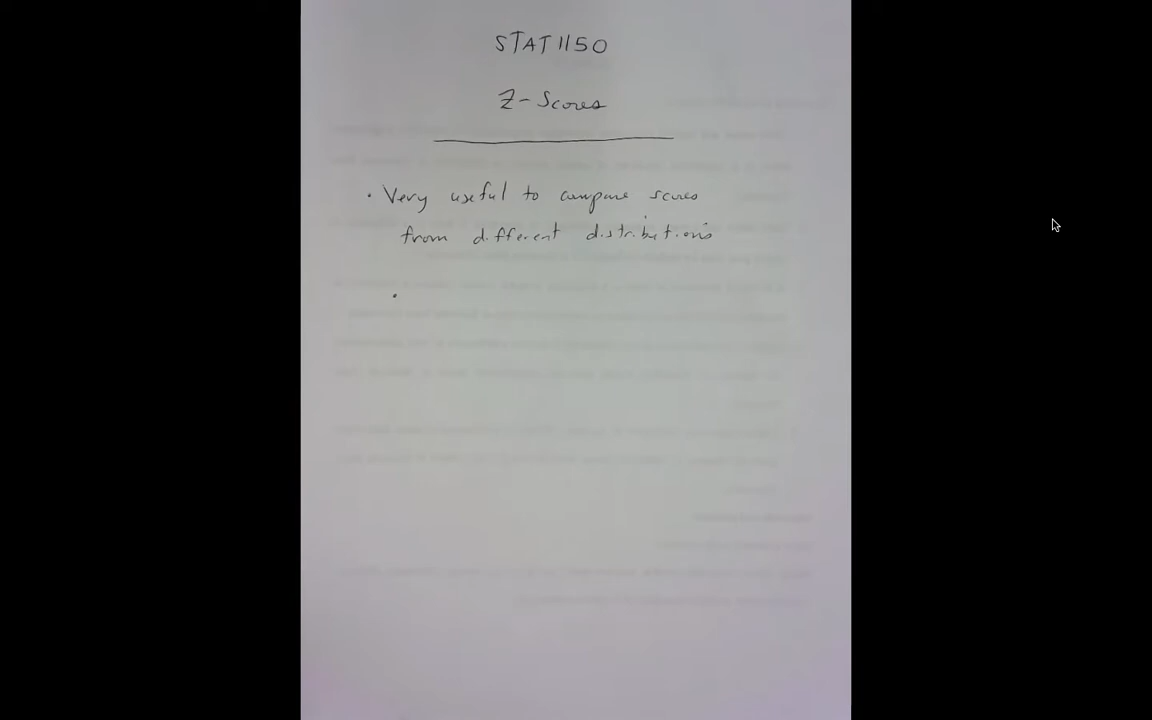 STAT 1150
Z-Scores
• Very useful to compare scores
from different distributions
•